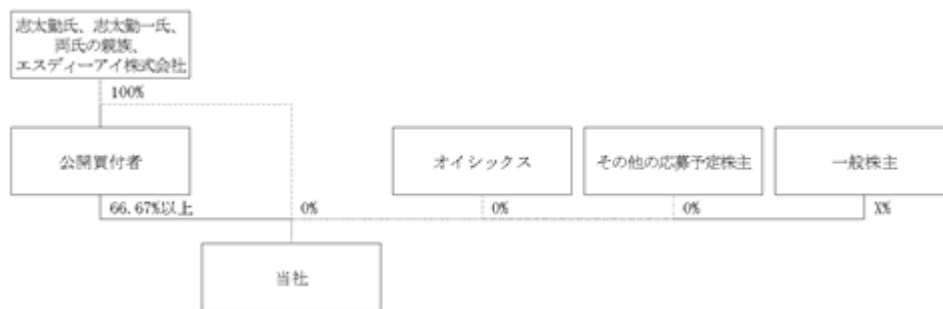 志太勤氏、志太勤一氏、
両氏の親族、
エスディーアイ株式会社
100%
公開買付者
オイシックス
その他の応募予定株主
一般株主
66.67%以上
0%
0%
0%
X%
当社